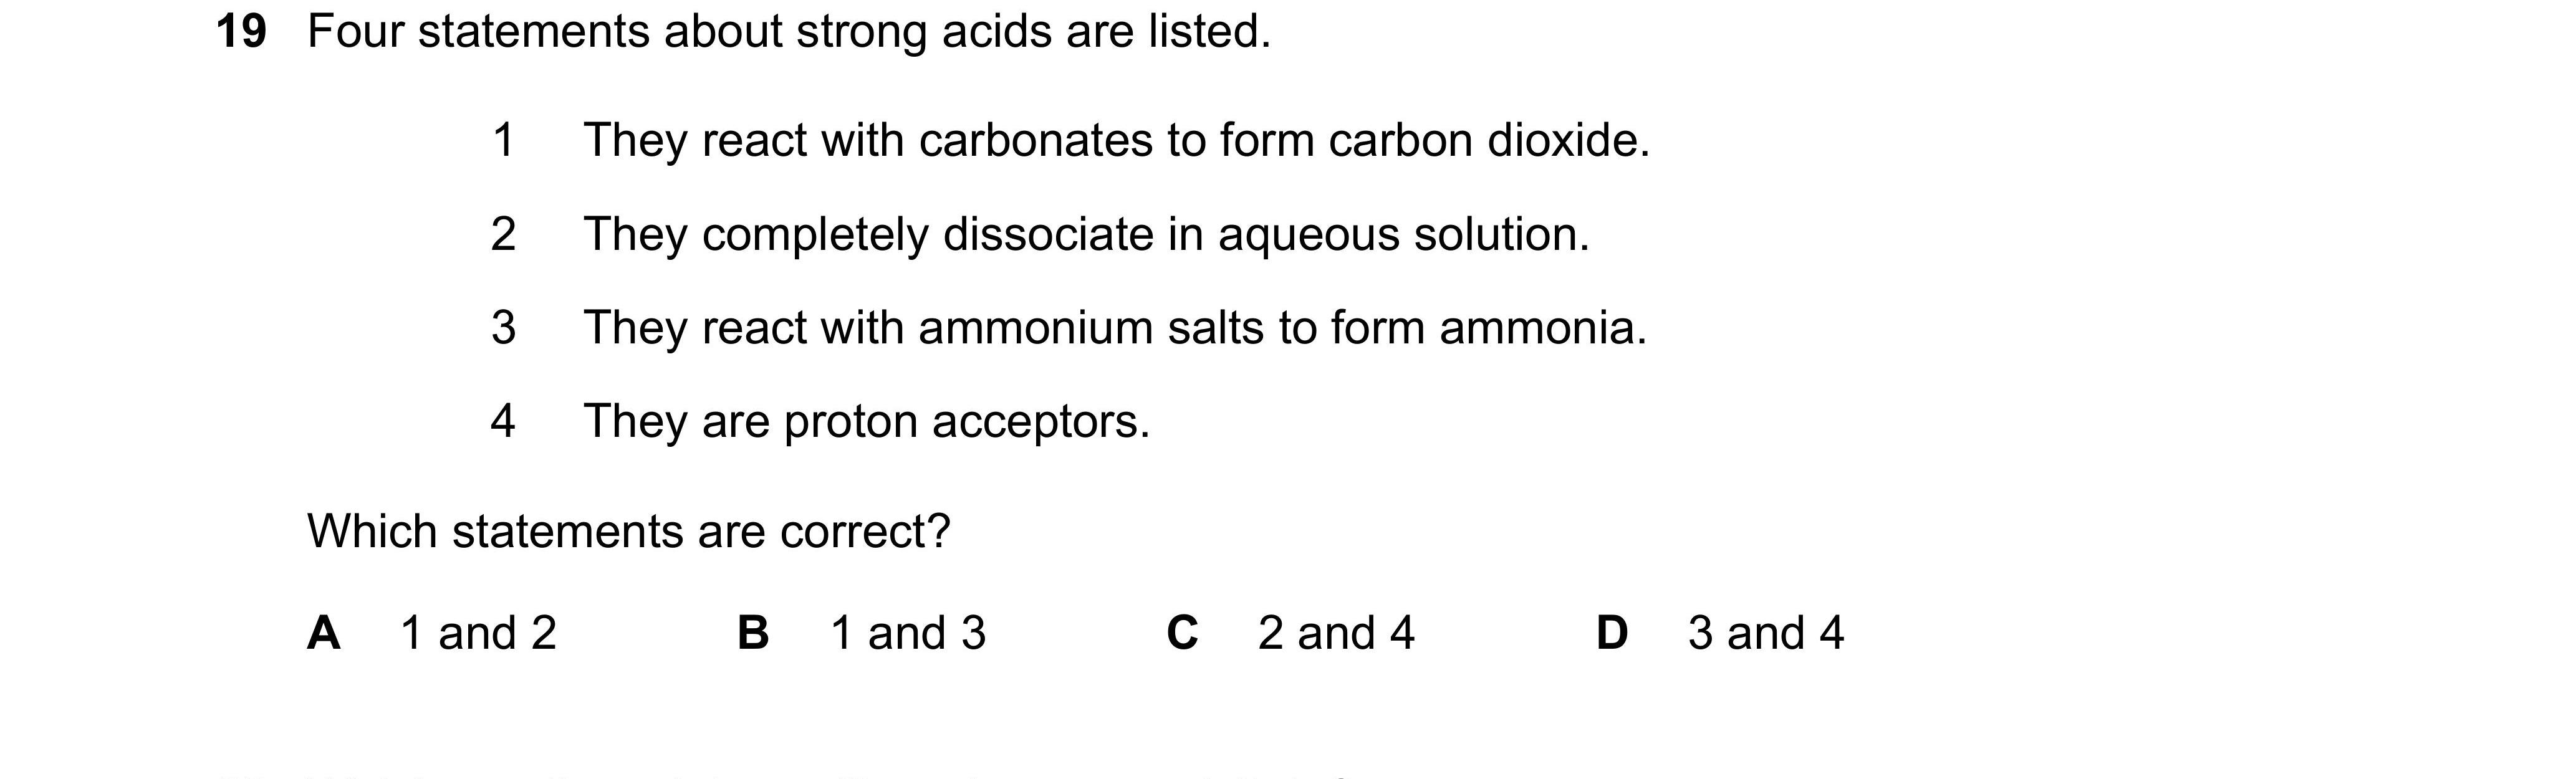 19 Four statements about strong acids are listed.
1 They react with carbonates to form carbon dioxide.
2 They completely dissociate in aqueous solution.
3 They react with ammonium salts to form ammonia.
4 They are proton acceptors.
Which statements are correct?
A 1 and 2 B 1 and 3 C 2 and 4 D 3 and 4